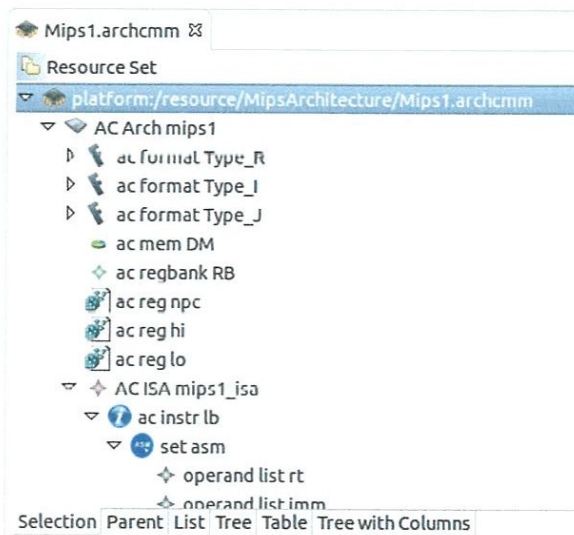 Mips1.archcmm
Resource Set
platform:/resource/MipsArchitecture/Mips1.archcmm
AC Arch mips1
ac format Type_R
ac format Type_I
ac format Type_J
ac mem DM
ac regbank RB
ac reg npc
ac reg hi
ac reg lo
AC ISA mips1_isa
ac instr lb
set asm
operand list rt
operand list imm
Selection Parent List Tree Table Tree with Columns